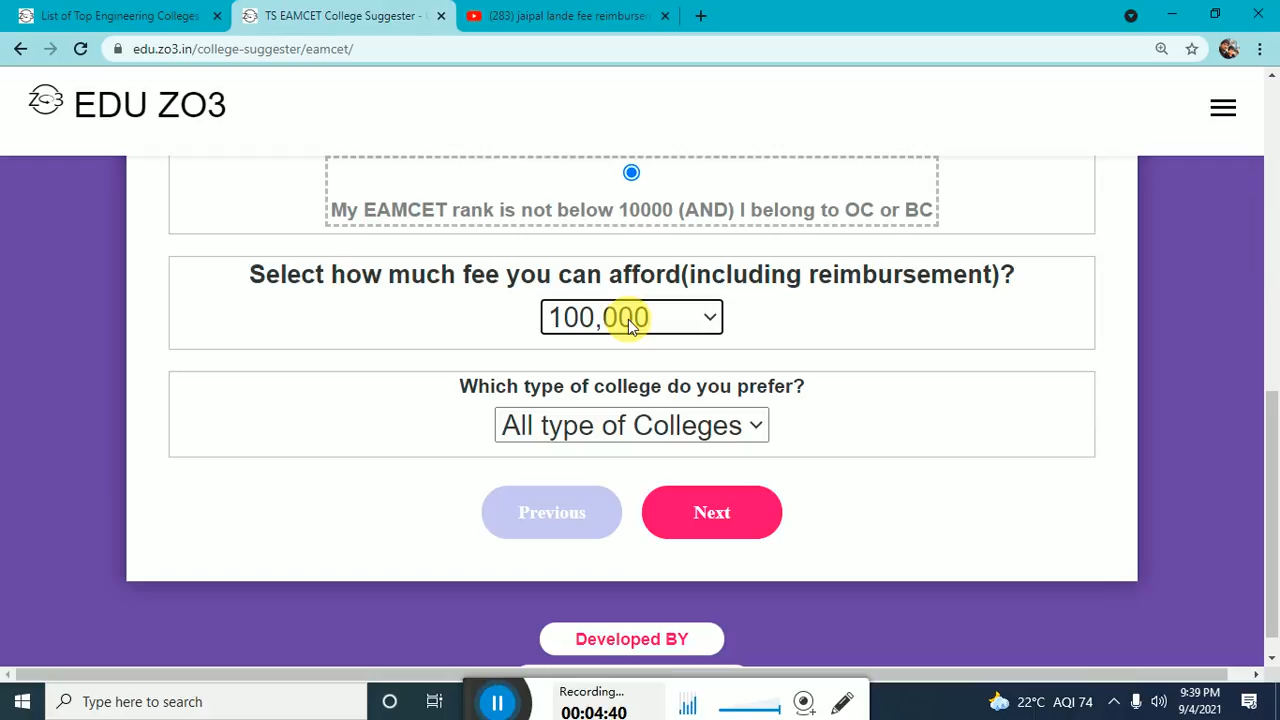 List of Top Engineering Colleges
TS EAMCET College Suggester -
(283) jaipal lande fee reimbursen
edu.zo3.in/college-suggester/eamcet/
ZO3 EDU ZO3
My EAMCET rank is not below 10000 (AND) I belong to OC or BC
Select how much fee you can afford(including reimbursement)?
100,000
Which type of college do you prefer?
All type of Colleges
Previous
Next
Developed BY
Type here to search
Recording...
00:04:40
22°C AQI 74
9:39 PM
9/4/2021